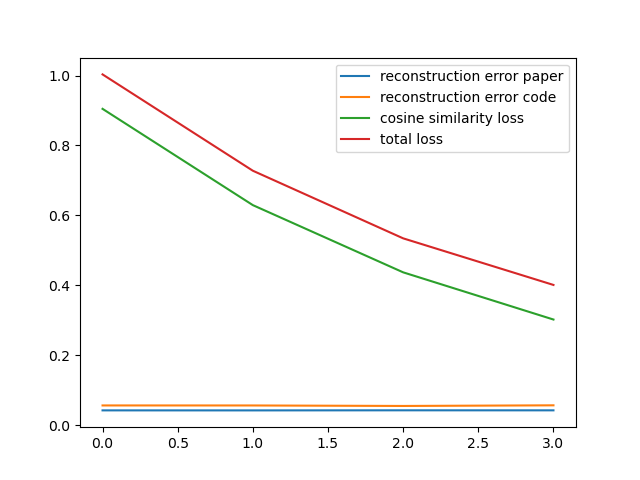 1.0
0.8
0.6
0.4
0.2
0.0
reconstruction error paper
reconstruction error code
cosine similarity loss
total loss
0.0 0.5 1.0 1.5 2.0 2.5 3.0